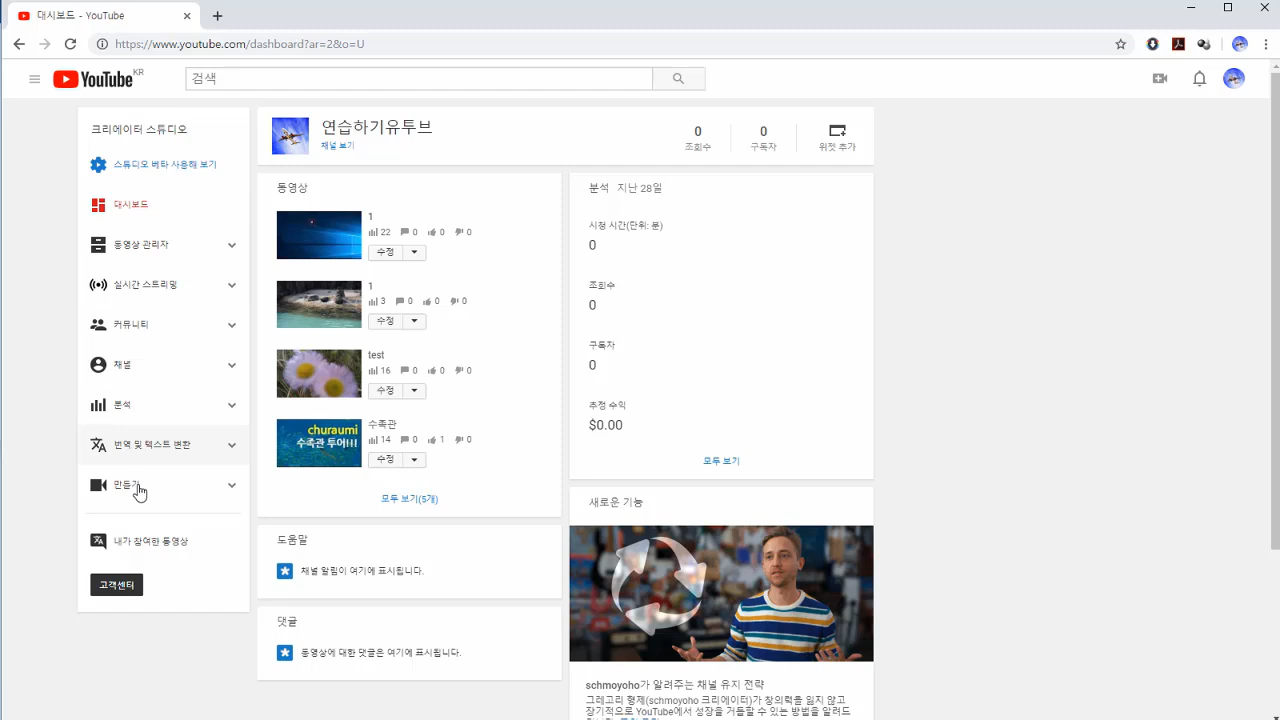 대시보드 - YouTube
https://www.youtube.com/dashboard?ar=2&o=U
YouTube KR
검색
크리에이터 스튜디오
스튜디오 베타 사용해 보기
대시보드
동영상 관리자
실시간 스트리밍
커뮤니티
채널
분석
번역 및 텍스트 변환
만들기
내가 참여한 동영상
고객센터
연습하기유투브
채널 보기
0
조회수
0
구독자
위젯 추가
동영상
1
22 0 0 0
수정
1
3 0 0 0
수정
test
16 0 0 0
수정
churaumi
수족관 투어!!!
수족관
14 0 1 0
수정
모두 보기(5개)
도움말
채널 알림이 여기에 표시됩니다.
댓글
동영상에 대한 댓글은 여기에 표시됩니다.
분석 지난 28일
시청 시간(단위: 분)
0
조회수
0
구독자
0
추정 수익
$0.00
모두 보기
새로운 기능
schmoyoho가 알려주는 채널 유지 전략
그레고리 형제(schmoyoho 크리에이터)가 창의력을 잃지 않고
장기적으로 YouTube에서 성장을 거듭할 수 있는 방법을 알려드